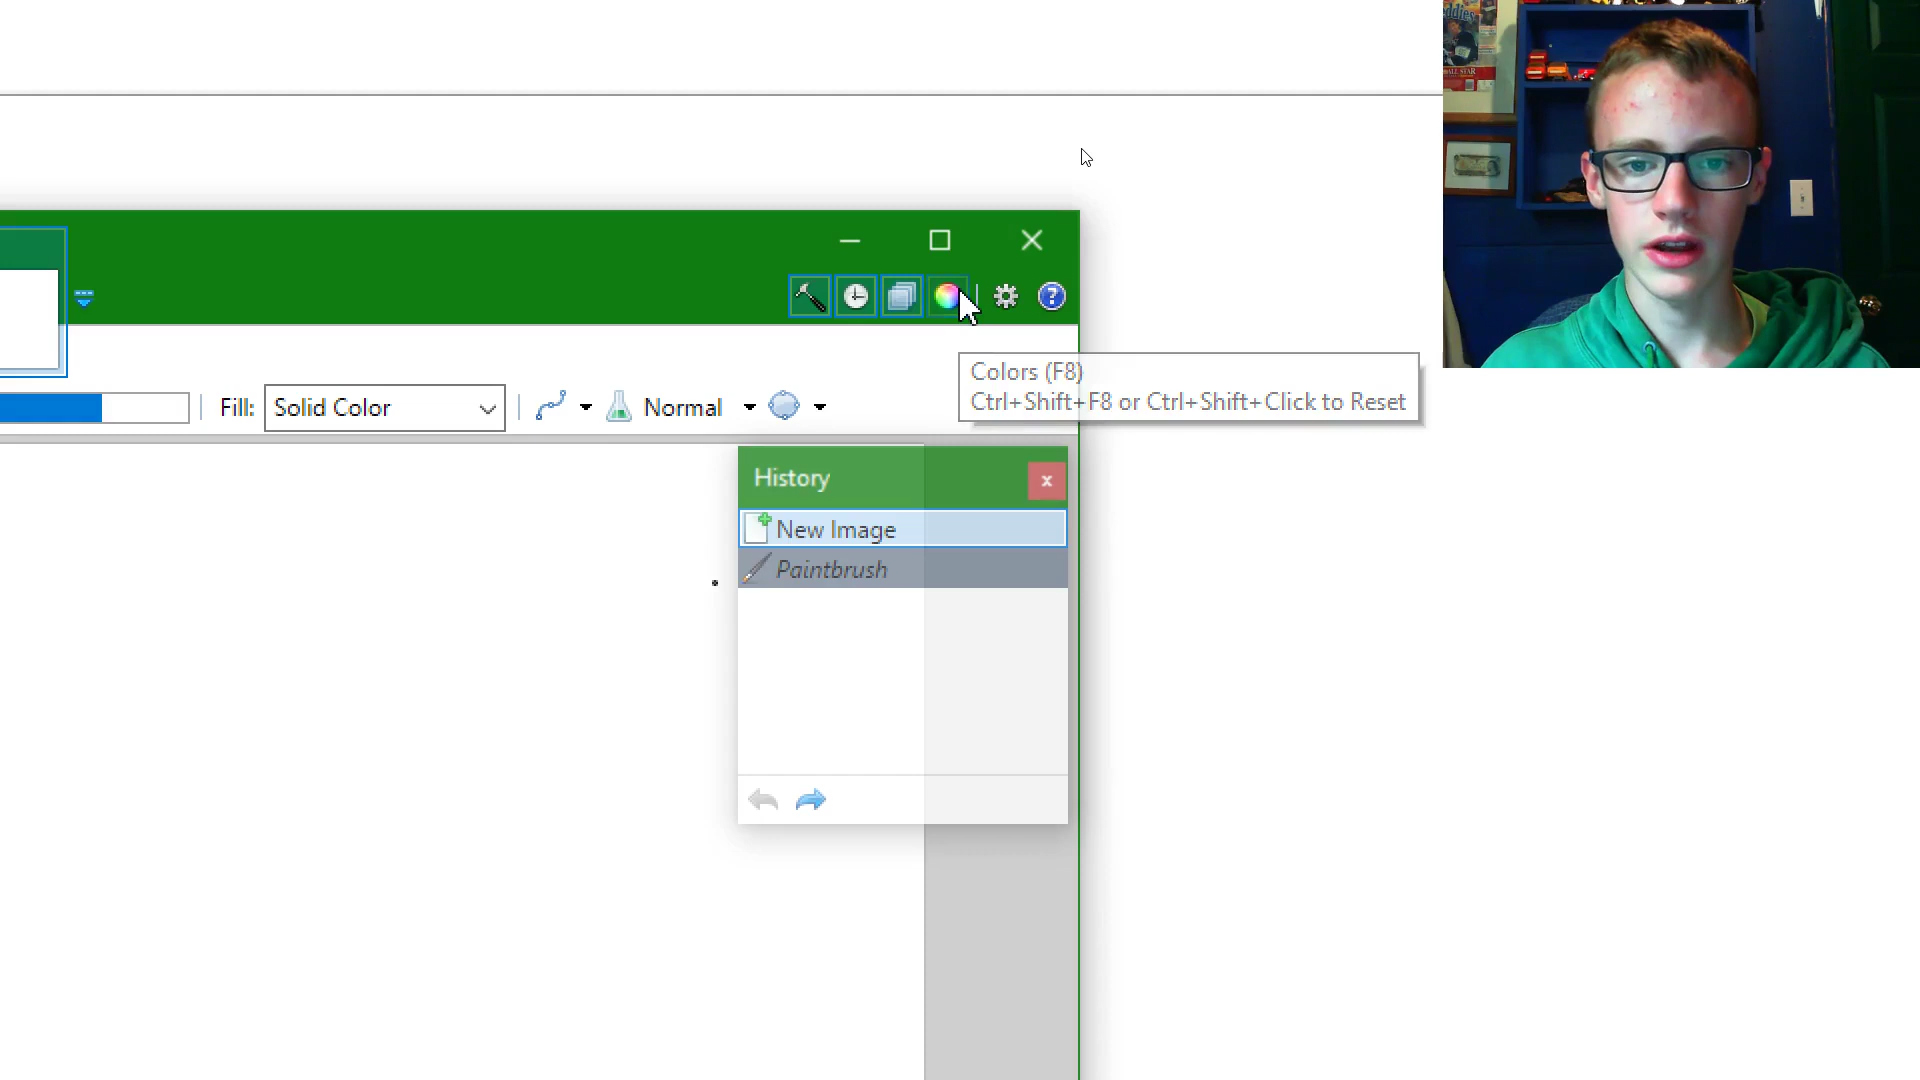 Fill:
Solid Color
Normal
Colors (F8)
Ctrl+Shift+F8 or Ctrl+Shift+Click to Reset
History
New Image
Paintbrush